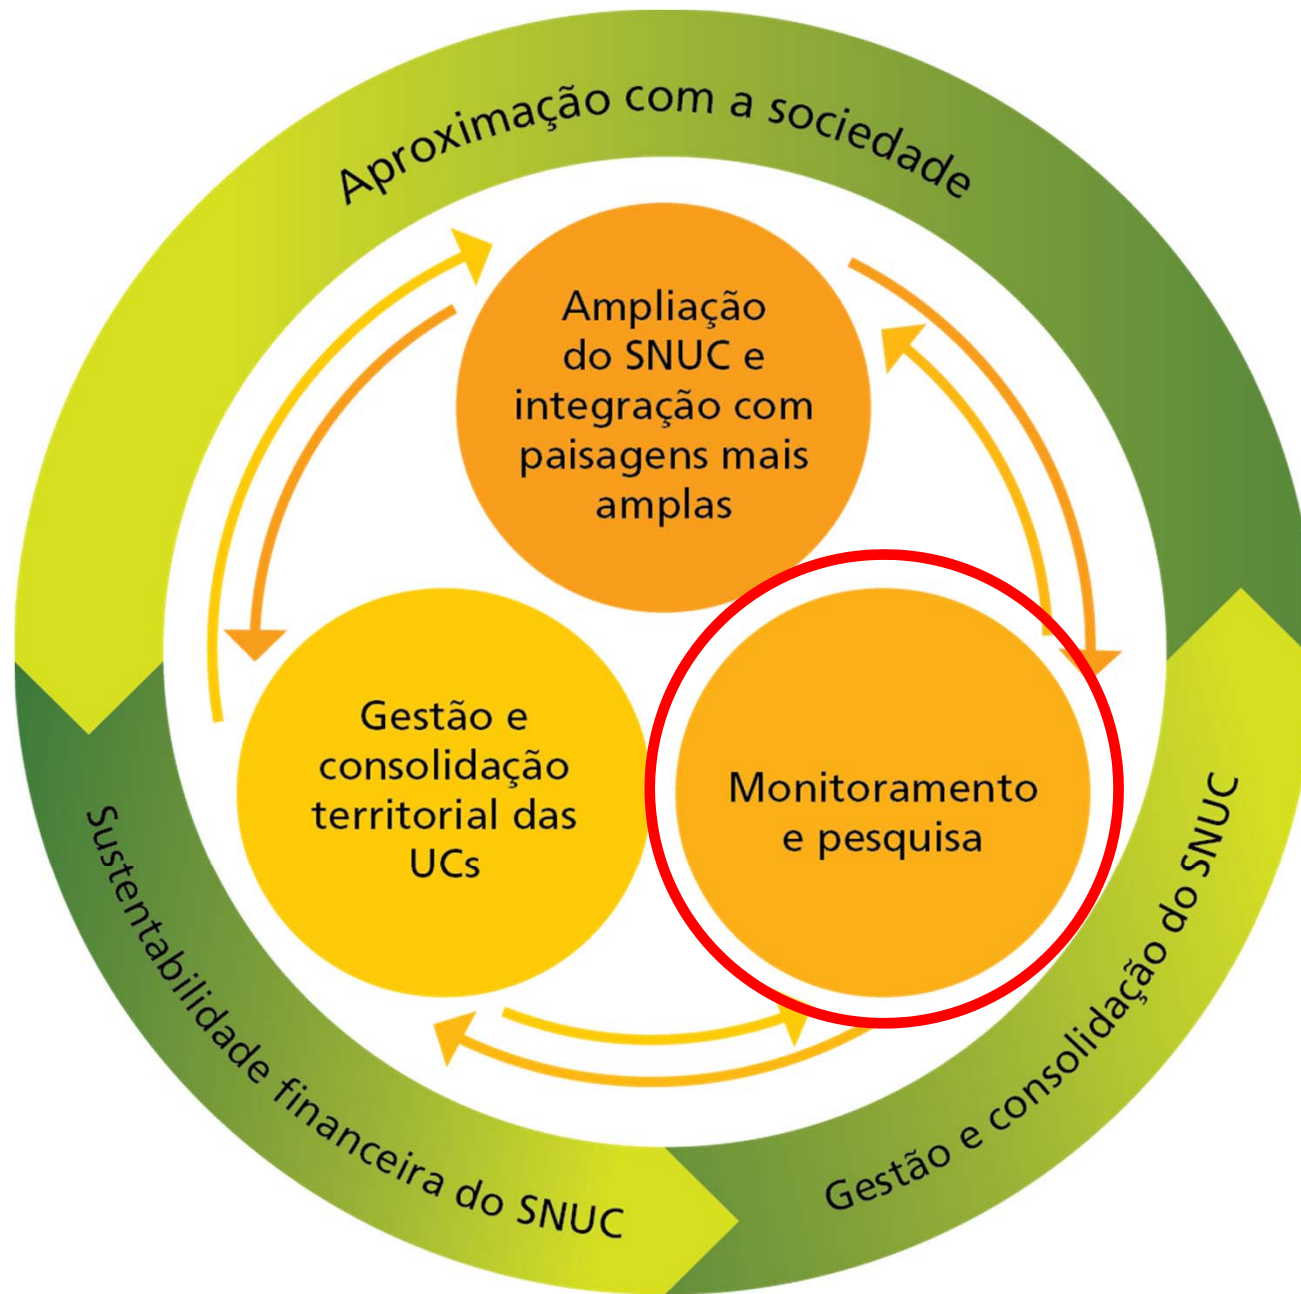 Aproximação com a sociedade
Ampliação
do SNUC e
integração com
paisagens mais
amplas
Gestão e
consolidação
territorial das
UCs
Monitoramento
e pesquisa
Sustentabilidade financeira do SNUC
Gestão e consolidação do SNUC